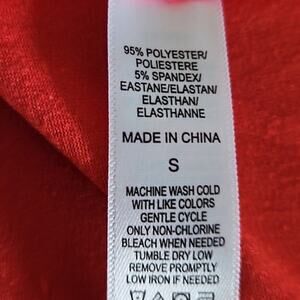 95% POLYESTER/
POLIESTERE
5% SPANDEX/
EASTANE/ELASTAN/
ELASTHAN/
ELASTHANNE
MADE IN CHINA
S
MACHINE WASH COLD
WITH LIKE COLORS
GENTLE CYCLE
ONLY NON-CHLORINE
BLEACH WHEN NEEDED
TUMBLE DRY LOW
REMOVE PROMPTLY
LOW IRON IF NEEDED